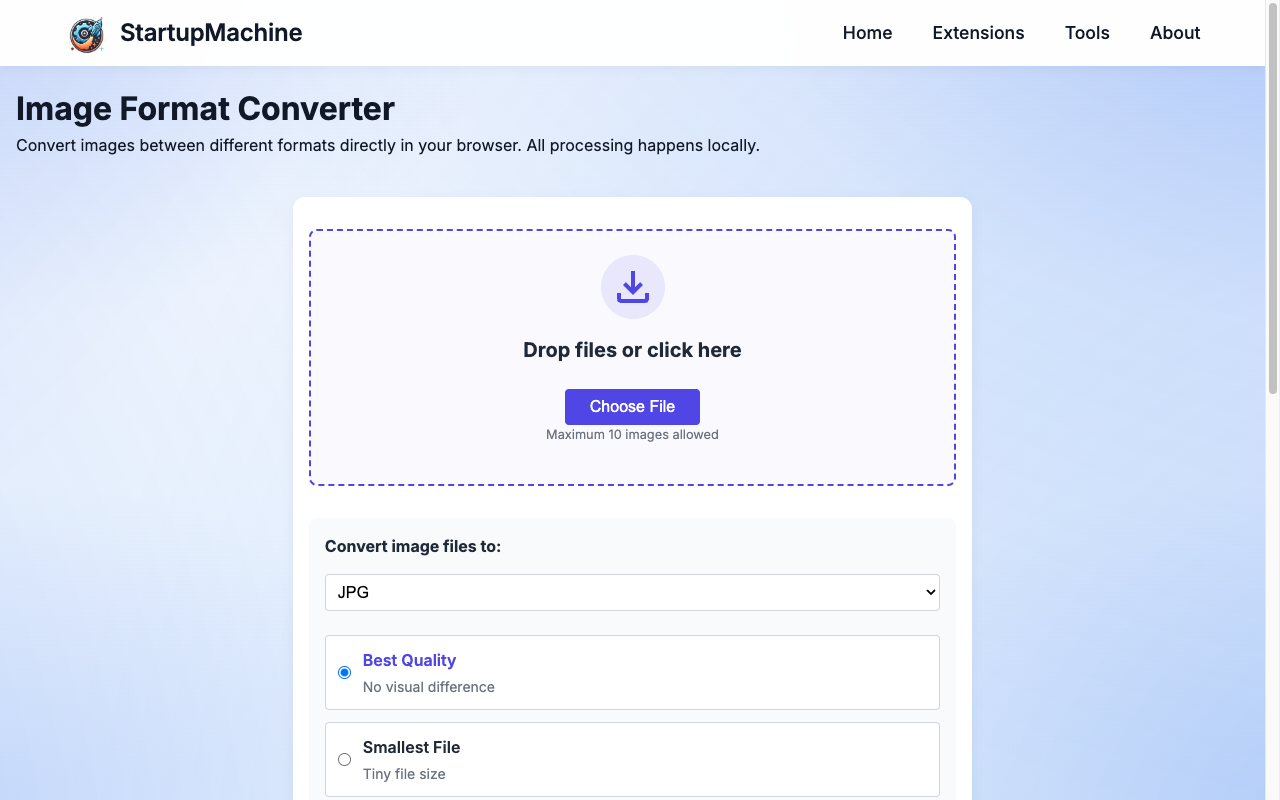 StartupMachine
Home
Extensions
Tools
About
Image Format Converter
Convert images between different formats directly in your browser. All processing happens locally.
Drop files or click here
Choose File
Maximum 10 images allowed
Convert image files to:
JPG
Best Quality
No visual difference
Smallest File
Tiny file size